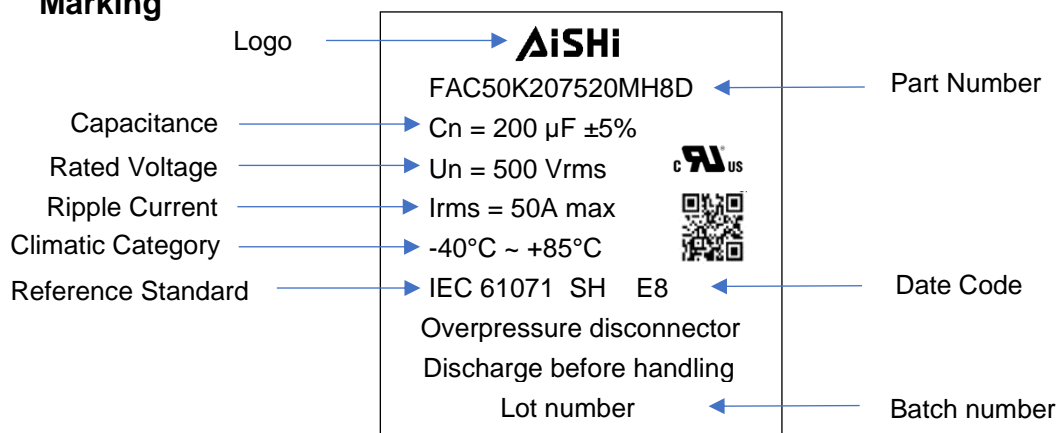 Marking
Logo
AiSHi
FAC50K207520MH8D
Part Number
Capacitance
Cn = 200 µF ±5%
Rated Voltage
Un = 500 Vrms
c RU US
Ripple Current
Irms = 50A max
Climatic Category
-40°C ~ +85°C
Reference Standard
IEC 61071 SH E8
Date Code
Overpressure disconnector
Discharge before handling
Lot number
Batch number